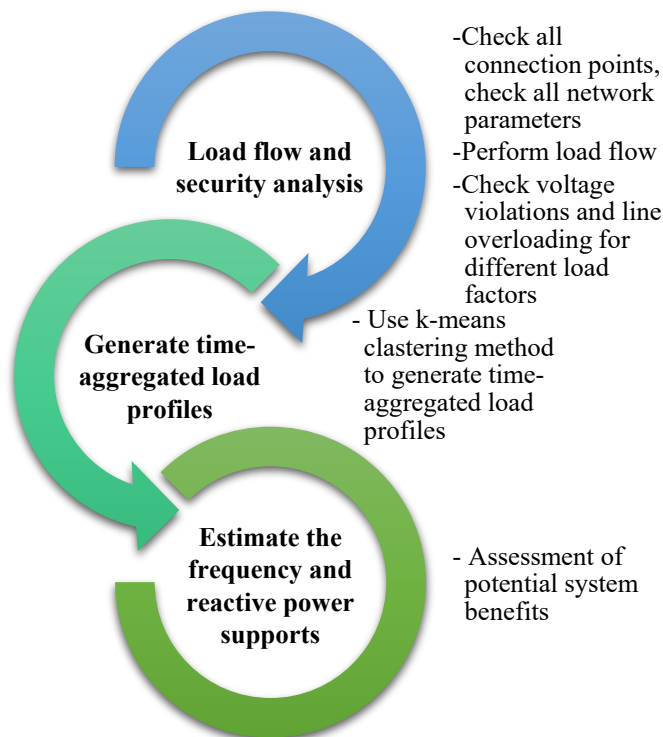 Load flow and
security analysis
-Check all
connection points,
check all network
parameters
-Perform load flow
-Check voltage
violations and line
overloading for
different load
factors
Generate time-
aggregated load
profiles
- Use k-means
clastering method
to generate time-
aggregated load
profiles
Estimate the
frequency and
reactive power
supports
- Assessment of
potential system
benefits